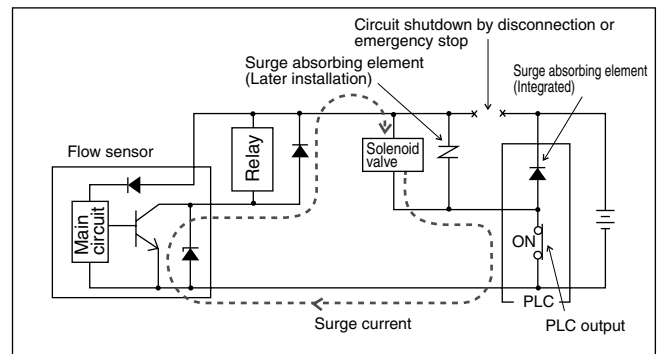 Circuit shutdown by disconnection or
emergency stop
Surge absorbing element
(Later installation)
Surge absorbing element
(Integrated)
Flow sensor
Relay
Solenoid
valve
Main
circuit
ON
PLC
PLC output
Surge current